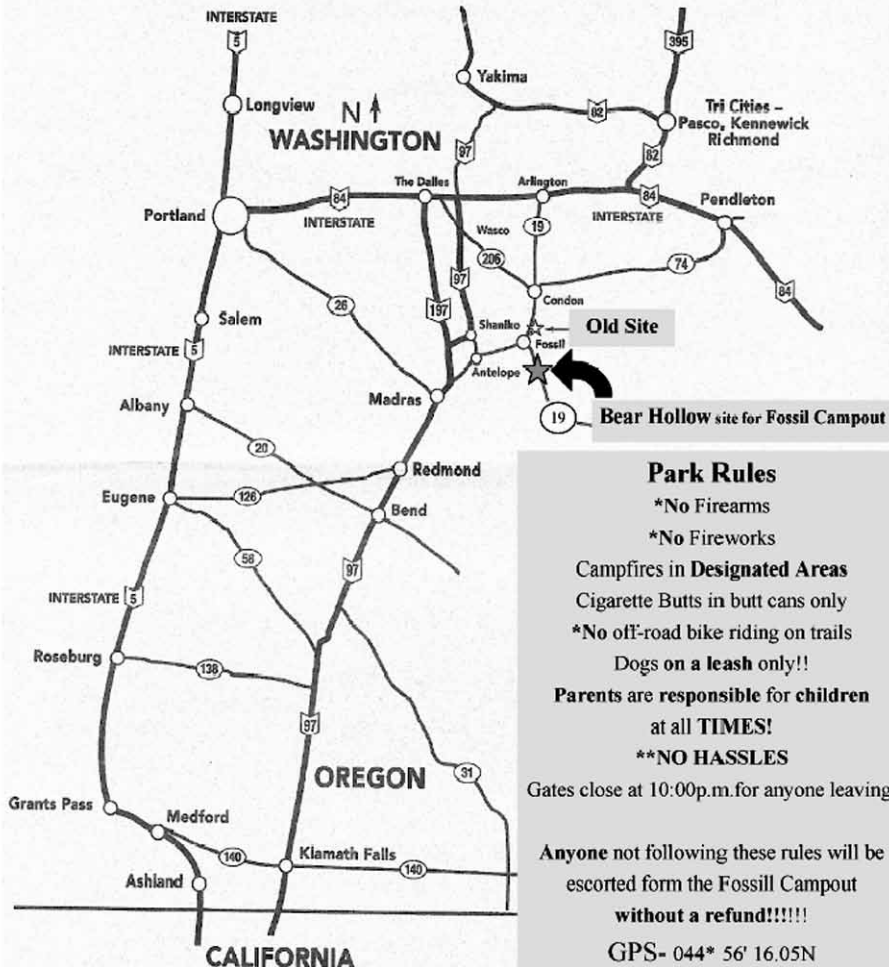 INTERSTATE
5
395
Yakima
Longview
N
WASHINGTON
82
Tri Cities –
Pasco, Kennewick
Richmond
97
82
The Dalles
Arlington
84
84
Pendleton
Portland
INTERSTATE
INTERSTATE
19
Wasco
206
74
97
84
26
197
Condon
Salem
Shaniko
Old Site
Fossil
INTERSTATE
5
Antelope
Madras
Albany
19
Bear Hollow site for Fossil Campout
20
Redmond
Eugene
126
Bend
56
97
INTERSTATE
5
Roseburg
138
97
OREGON
31
Grants Pass
Medford
140
Klamath Falls
140
Ashland
CALIFORNIA
Park Rules
*No Firearms
*No Fireworks
Campfires in Designated Areas
Cigarette Butts in butt cans only
*No off-road bike riding on trails
Dogs on a leash only!!
Parents are responsible for children
at all TIMES!
**NO HASSLES
Gates close at 10:00p.m.for anyone leaving
Anyone not following these rules will be
escorted form the Fossill Campout
without a refund!!!!!!
GPS- 044* 56' 16.05N